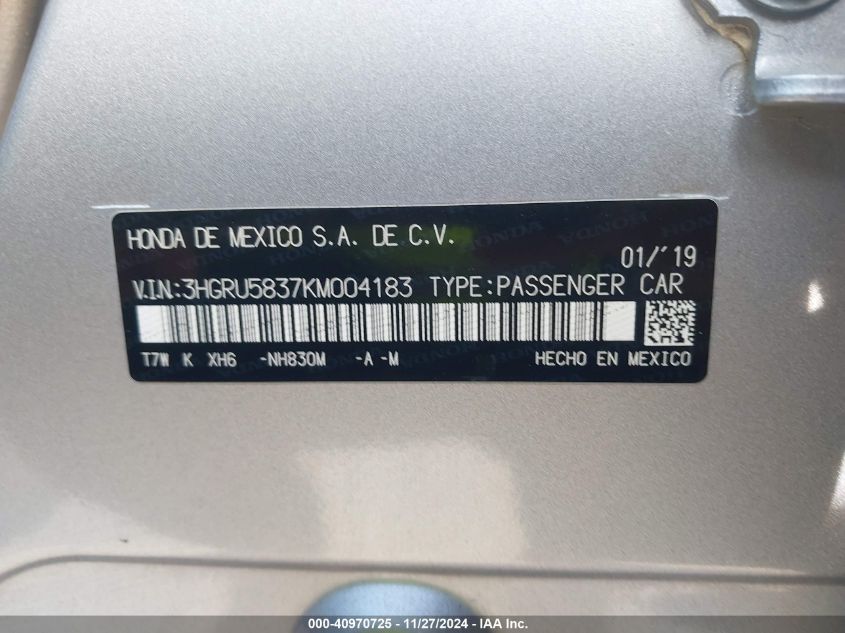 HONDA DE MEXICO S.A. DE C.V.
01/'19
V.I.N:3HGRU5837KM004183 TYPE:PASSENGER CAR
T7W K XH6 -NH830M -A -M HECHO EN MEXICO
000-40970725 - 11/27/2024 - IAA Inc.